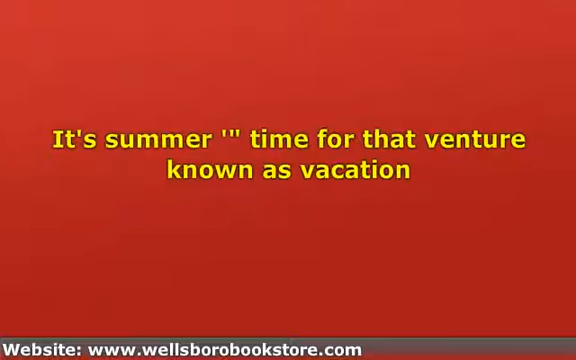 It's summer '" time for that venture
known as vacation
Website: www.wellsborobookstore.com